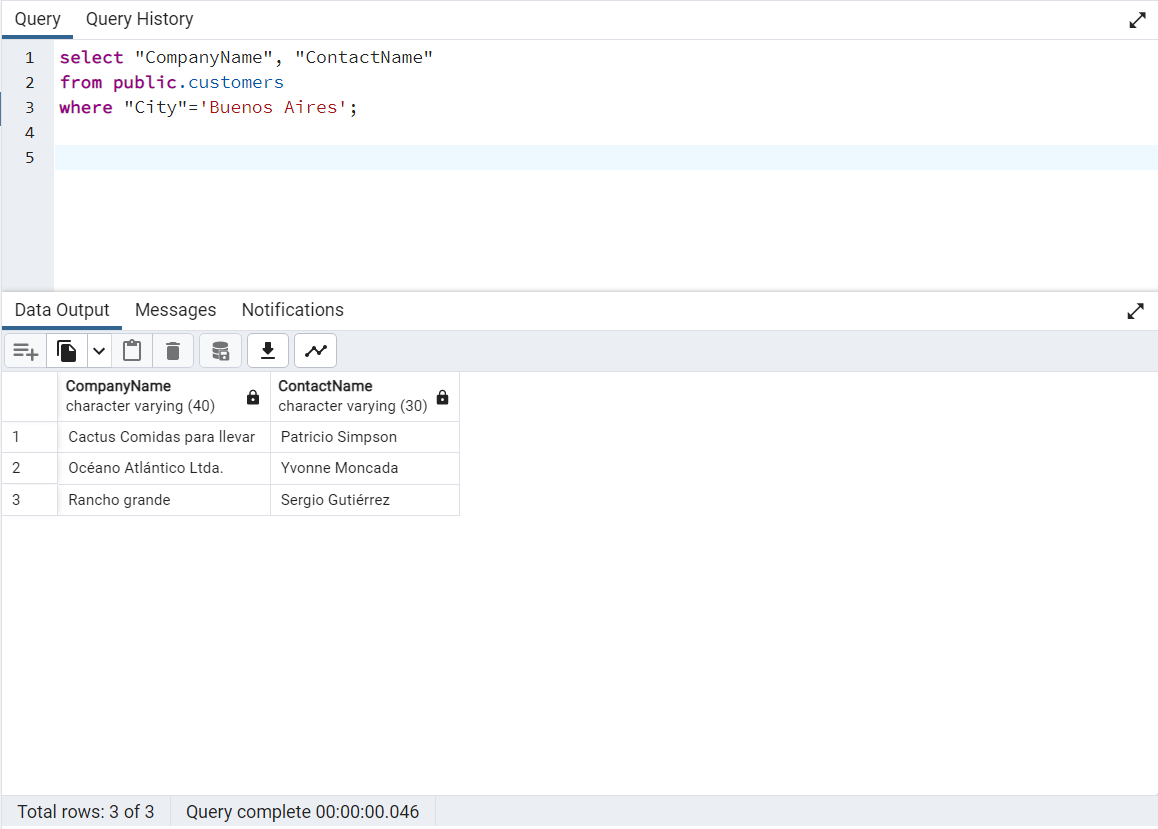 Query Query History
1 select "CompanyName", "ContactName"
2 from public.customers
3 where "City"='Buenos Aires';
4
5
Data Output Messages Notifications
CompanyName ContactName
character varying (40) character varying (30)
1 Cactus Comidas para llevar Patricio Simpson
2 Océano Atlántico Ltda. Yvonne Moncada
3 Rancho grande Sergio Gutiérrez
Total rows: 3 of 3 Query complete 00:00:00.046